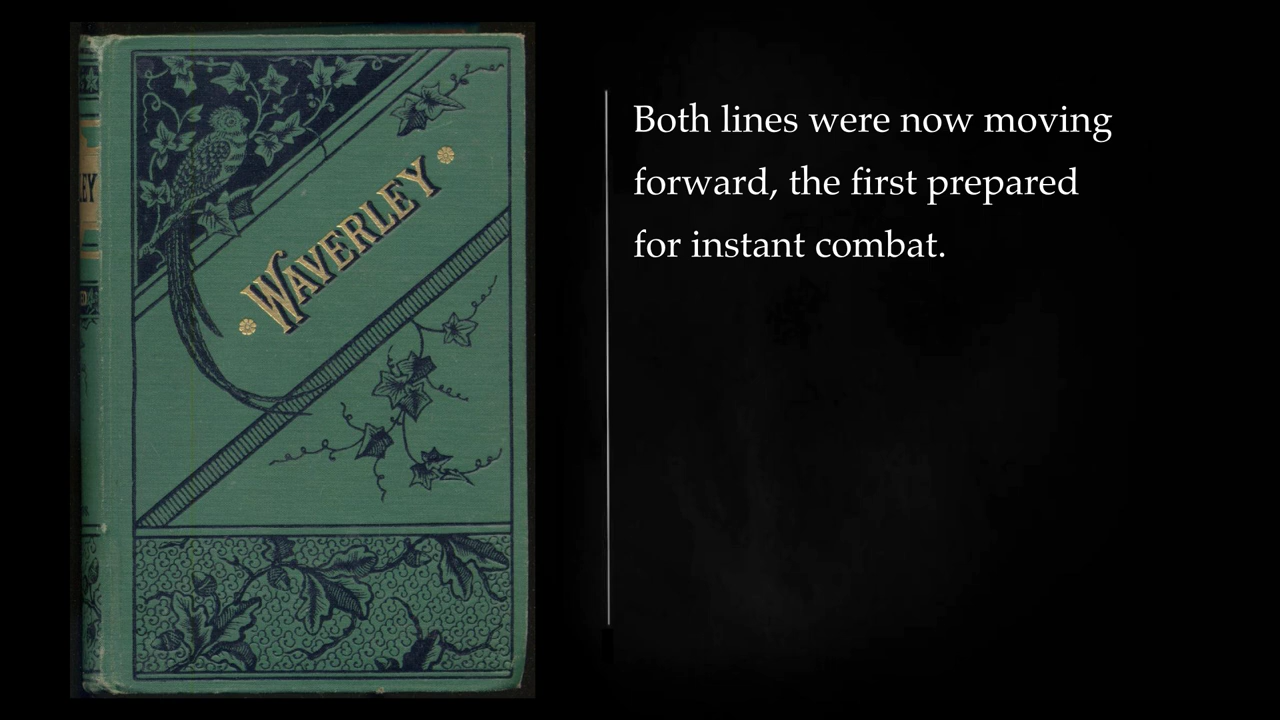 WAVERLEY
Both lines were now moving
forward, the first prepared
for instant combat.